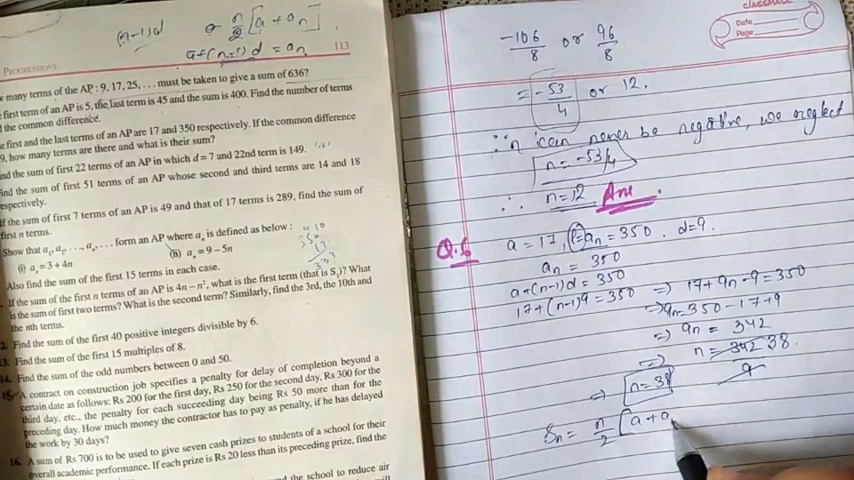 (n-1)d
n/2 [a + an]
a+(n-1)d = an
PROGRESSIONS
113
many terms of the AP : 9, 17, 25, . . . must be taken to give a sum of 636?
first term of an AP is 5, the last term is 45 and the sum is 400. Find the number of terms
the common difference.
first and the last terms of an AP are 17 and 350 respectively. If the common difference
9, how many terms are there and what is their sum?
the sum of first 22 terms of an AP in which d = 7 and 22nd term is 149.
the sum of first 51 terms of an AP whose second and third terms are 14 and 18
respectively.
If the sum of first 7 terms of an AP is 49 and that of 17 terms is 289, find the sum of
first n terms.
Show that a₁, a₂, . . ., aₙ, . . . form an AP where aₙ is defined as below :
(i) aₙ = 3 + 4n
(ii) aₙ = 9 – 5n
Also find the sum of the first 15 terms in each case.
If the sum of the first n terms of an AP is 4n – n², what is the first term (that is S₁)? What
is the sum of first two terms? What is the second term? Similarly, find the 3rd, the 10th and
the nth terms.
2. Find the sum of the first 40 positive integers divisible by 6.
3. Find the sum of the first 15 multiples of 8.
14. Find the sum of the odd numbers between 0 and 50.
15. A contract on construction job specifies a penalty for delay of completion beyond a
certain date as follows: Rs 200 for the first day, Rs 250 for the second day, Rs 300 for the
third day, etc., the penalty for each succeeding day being Rs 50 more than for the
preceding day. How much money the contractor has to pay as penalty, if he has delayed
the work by 30 days?
16. A sum of Rs 700 is to be used to give seven cash prizes to students of a school for their
overall academic performance. If each prize is Rs 20 less than its preceding prize, find the
the school to reduce air
Classmate
Date
Page
-106/8 or 96/8
= -53/4 or 12.
∵ n can never be negative, we neglect
n = -53/4
∴ n=12 Ans
Q.6 a = 17, l = an = 350. d=9.
an = 350
a+(n-1)d = 350
17+(n-1)9 = 350 ⇒ 17+9n-9=350
⇒ 9n=350-17+9
⇒ 9n = 342
⇒ n = 342/9 38.
⇒ n=38
Sn = n/2 [a+a